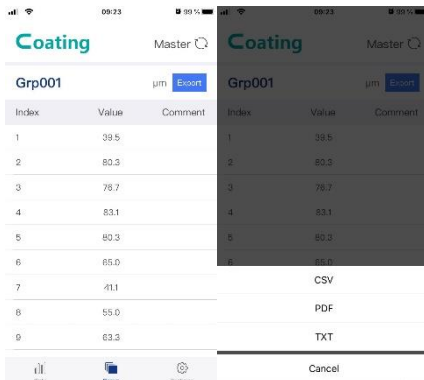 09:23 99 %
Coating Master
Grp001 µm Export
Index Value Comment
1 39.5
2 80.3
3 76.7
4 83.1
5 80.3
6 65.0
7 41.1
8 55.0
9 63.3
09:23 99 %
Coating Master
Grp001 µm Export
Index Value Comment
1 39.5
2 80.3
3 76.7
4 83.1
5 80.3
6 65.0
CSV
PDF
TXT
Cancel